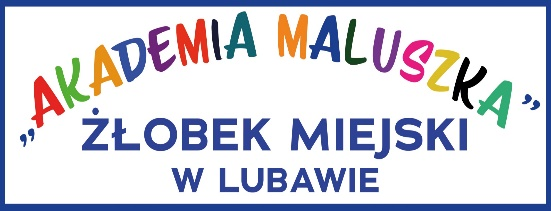 „AKADEMIA MALUSZKA”
ŻŁOBEK MIEJSKI
W LUBAWIE